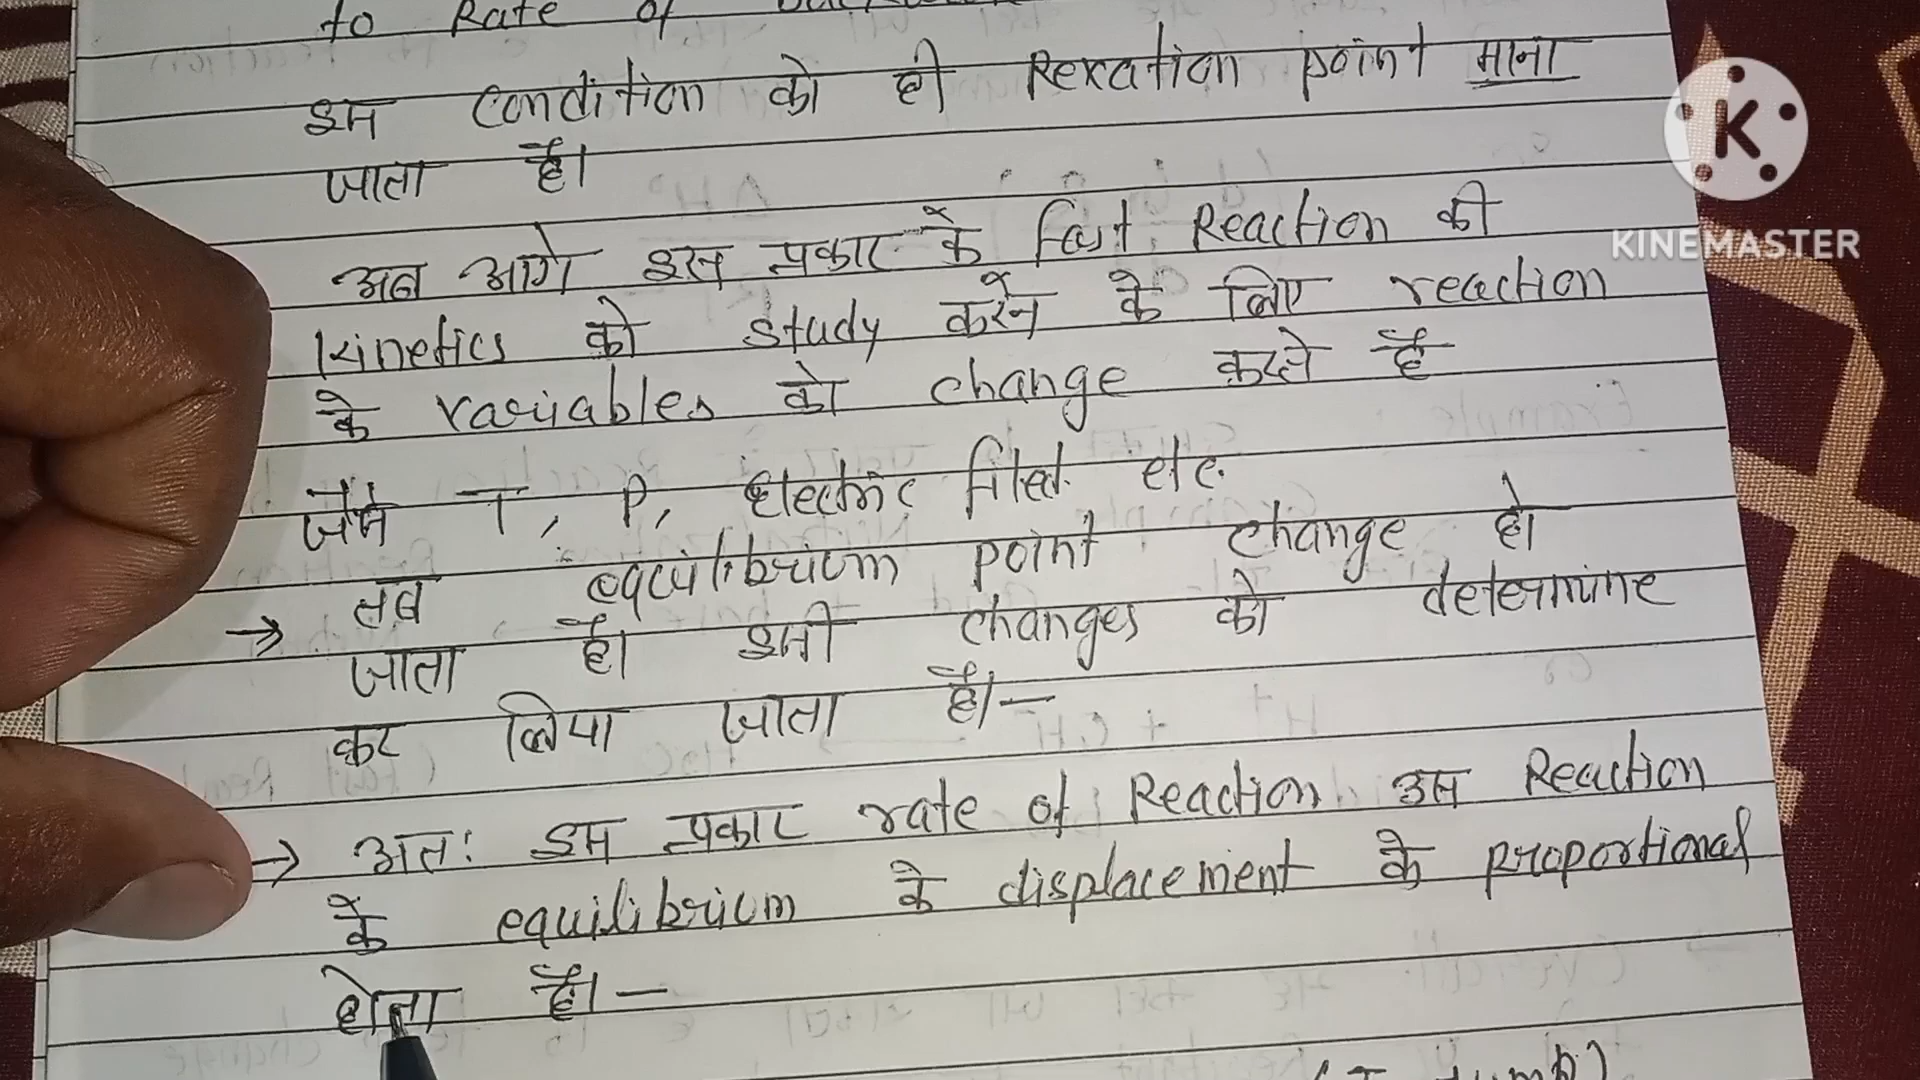 to Rate of
इस condition को ही Rexation point माना
जाता है।
अब आगे इस प्रकार के fast Reaction की
kinetics को study करने के लिए reaction
के variables को change करते हैं
जैसे T, P, Electric filed. etc.
→ तब equilibrium point change हो
जाता है। इसी changes को determine
कर लिया जाता है।-
→ अतः इस प्रकार rate of Reaction उस Reaction
के equilibrium के displacement के proportional
होता है।-
K
KINEMASTER